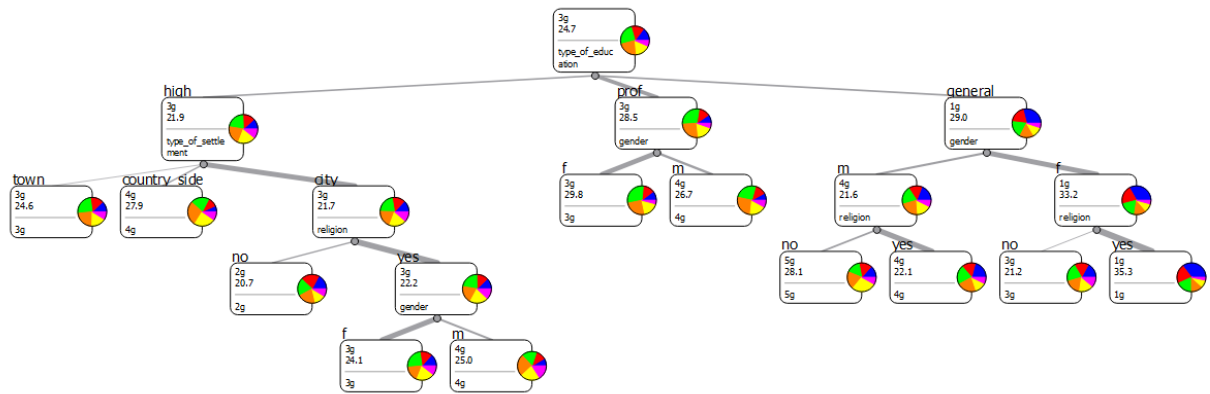 3g
24.7
type_of_educ
ation
high
3g
21.9
type_of_settle
ment
prof
3g
28.5
gender
general
1g
29.0
gender
town
3g
24.6
3g
country_side
4g
27.9
4g
city
3g
21.7
religion
f
3g
29.8
3g
m
4g
26.7
4g
m
4g
21.6
religion
f
1g
33.2
religion
no
2g
20.7
2g
yes
3g
22.2
gender
no
5g
28.1
5g
yes
4g
22.1
4g
no
3g
21.2
3g
yes
1g
35.3
1g
f
3g
24.1
3g
m
4g
25.0
4g